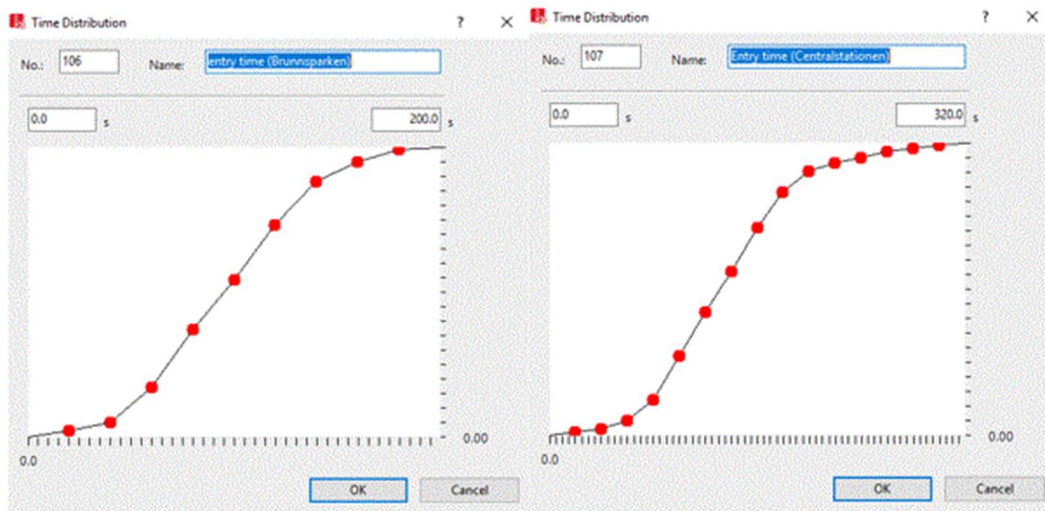 Time Distribution ? X
No.: 106 Name: entry time (Brunnsparken)
0.0 s 200.0 s
0.00
0.0
OK Cancel
Time Distribution ? X
No.: 107 Name: Entry time (Centralstationen)
0.0 s 320.0 s
0.00
0.0
OK Cancel